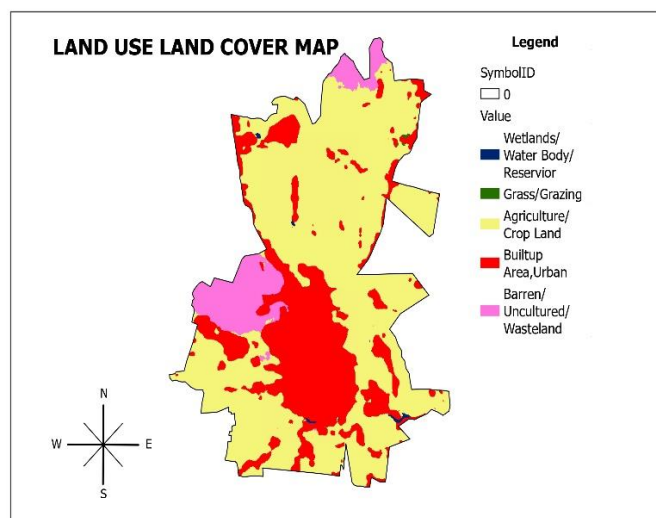 LAND USE LAND COVER MAP
Legend
SymbolID
0
Value
Wetlands/
Water Body/
Reservior
Grass/Grazing
Agriculture/
Crop Land
Builtup
Area,Urban
Barren/
Uncultured/
Wasteland
N
W E
S